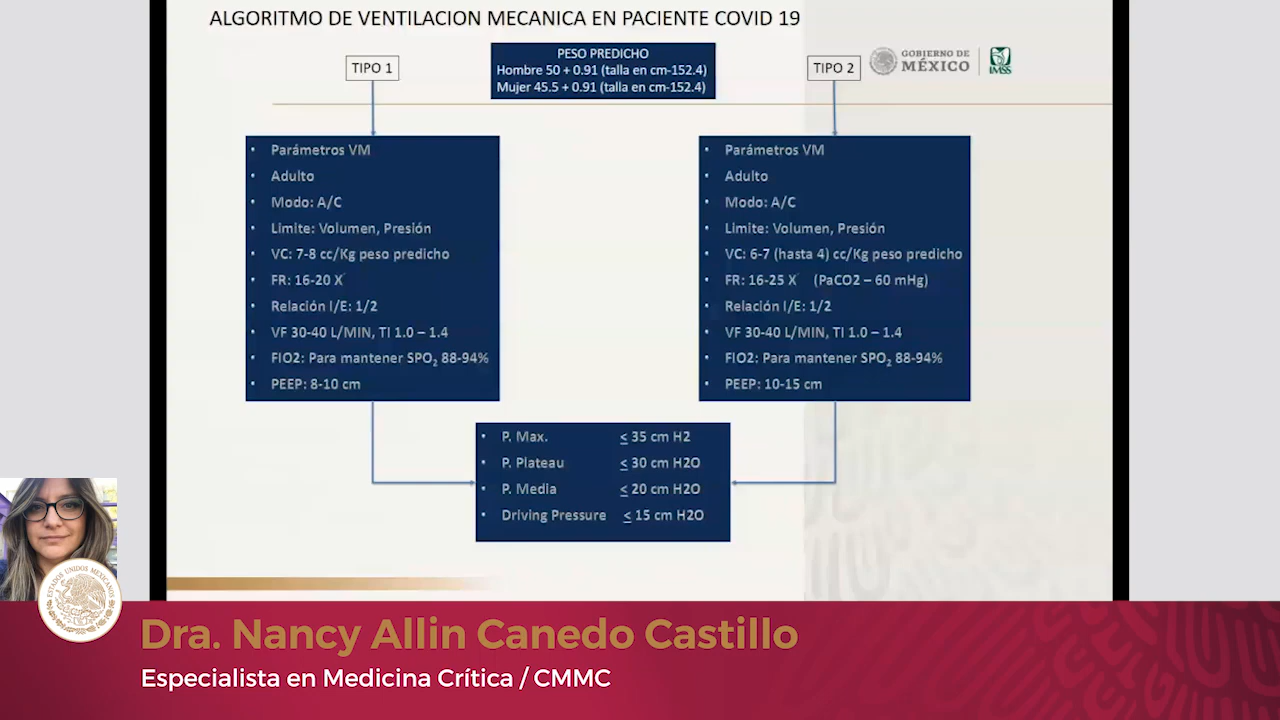 ALGORITMO DE VENTILACION MECANICA EN PACIENTE COVID 19
TIPO 1
PESO PREDICHO
Hombre 50 + 0.91 (talla en cm-152.4)
Mujer 45.5 + 0.91 (talla en cm-152.4)
TIPO 2
GOBIERNO DE
MÉXICO
IMSS
• Parámetros VM
• Adulto
• Modo: A/C
• Limite: Volumen, Presión
• VC: 7-8 cc/Kg peso predicho
• FR: 16-20 X´
• Relación I/E: 1/2
• VF 30-40 L/MIN, TI 1.0 – 1.4
• FIO2: Para mantener SPO₂ 88-94%
• PEEP: 8-10 cm
• Parámetros VM
• Adulto
• Modo: A/C
• Limite: Volumen, Presión
• VC: 6-7 (hasta 4) cc/Kg peso predicho
• FR: 16-25 X´ (PaCO2 – 60 mHg)
• Relación I/E: 1/2
• VF 30-40 L/MIN, TI 1.0 – 1.4
• FIO2: Para mantener SPO₂ 88-94%
• PEEP: 10-15 cm
• P. Max. ≤ 35 cm H2
• P. Plateau ≤ 30 cm H2O
• P. Media ≤ 20 cm H2O
• Driving Pressure ≤ 15 cm H2O
ESTADOS UNIDOS MEXICANOS
Dra. Nancy Allin Canedo Castillo
Especialista en Medicina Crítica / CMMC